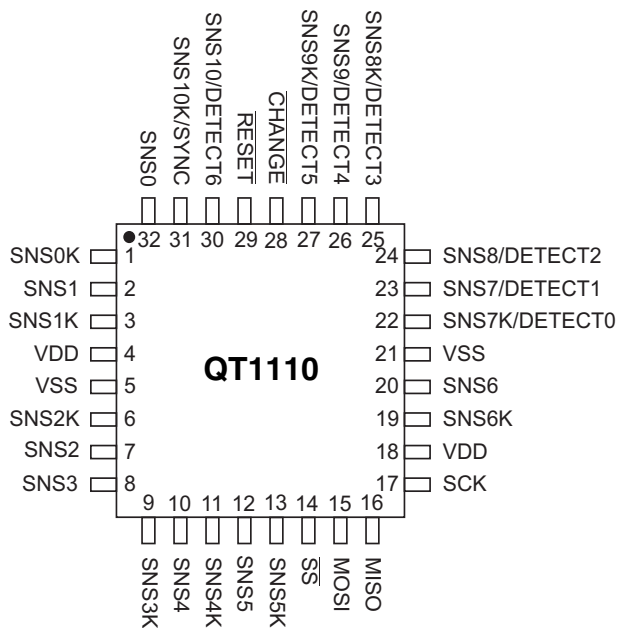 SNS0
SNS10K/SYNC
SNS10/DETECT6
RESET
CHANGE
SNS9K/DETECT5
SNS9/DETECT4
SNS8K/DETECT3
32 31 30 29 28 27 26 25
SNS0K 1
SNS1 2
SNS1K 3
VDD 4
VSS 5
SNS2K 6
SNS2 7
SNS3 8
QT1110
24 SNS8/DETECT2
23 SNS7/DETECT1
22 SNS7K/DETECT0
21 VSS
20 SNS6
19 SNS6K
18 VDD
17 SCK
9 10 11 12 13 14 15 16
SNS3K
SNS4
SNS4K
SNS5
SNS5K
SS
MOSI
MISO